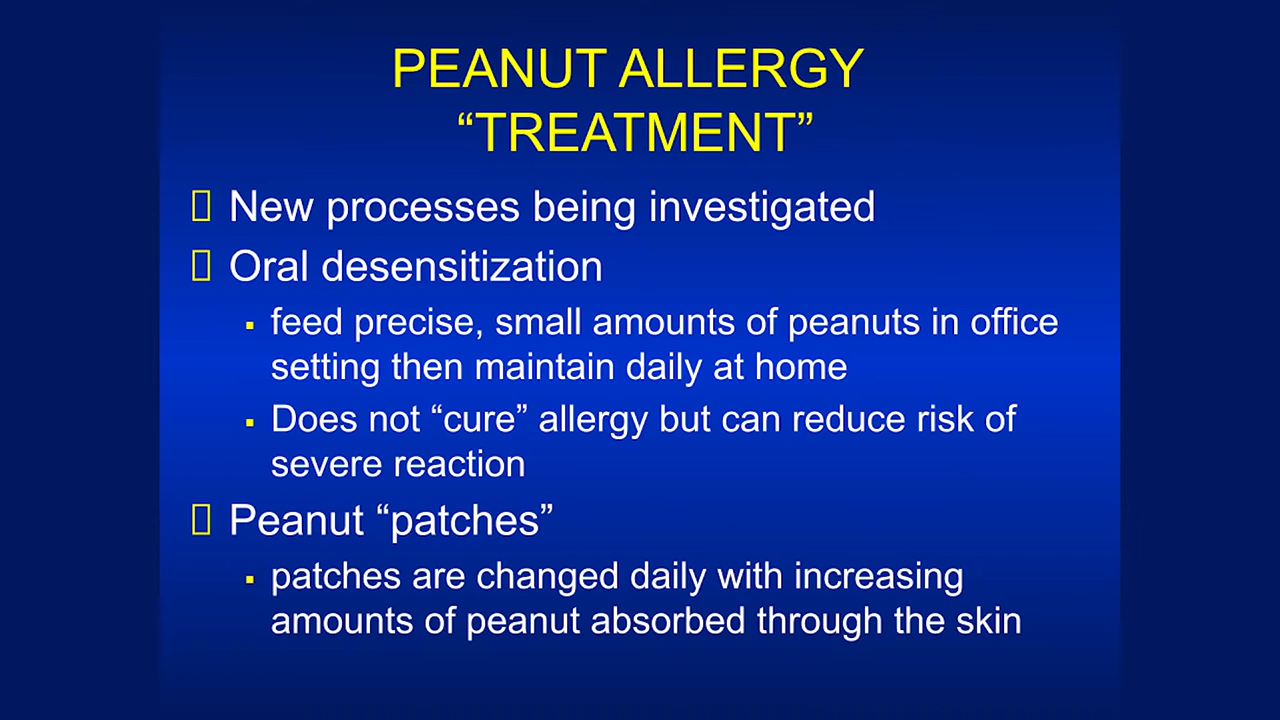 PEANUT ALLERGY
“TREATMENT”
New processes being investigated
Oral desensitization
feed precise, small amounts of peanuts in office
setting then maintain daily at home
Does not “cure” allergy but can reduce risk of
severe reaction
Peanut “patches”
patches are changed daily with increasing
amounts of peanut absorbed through the skin